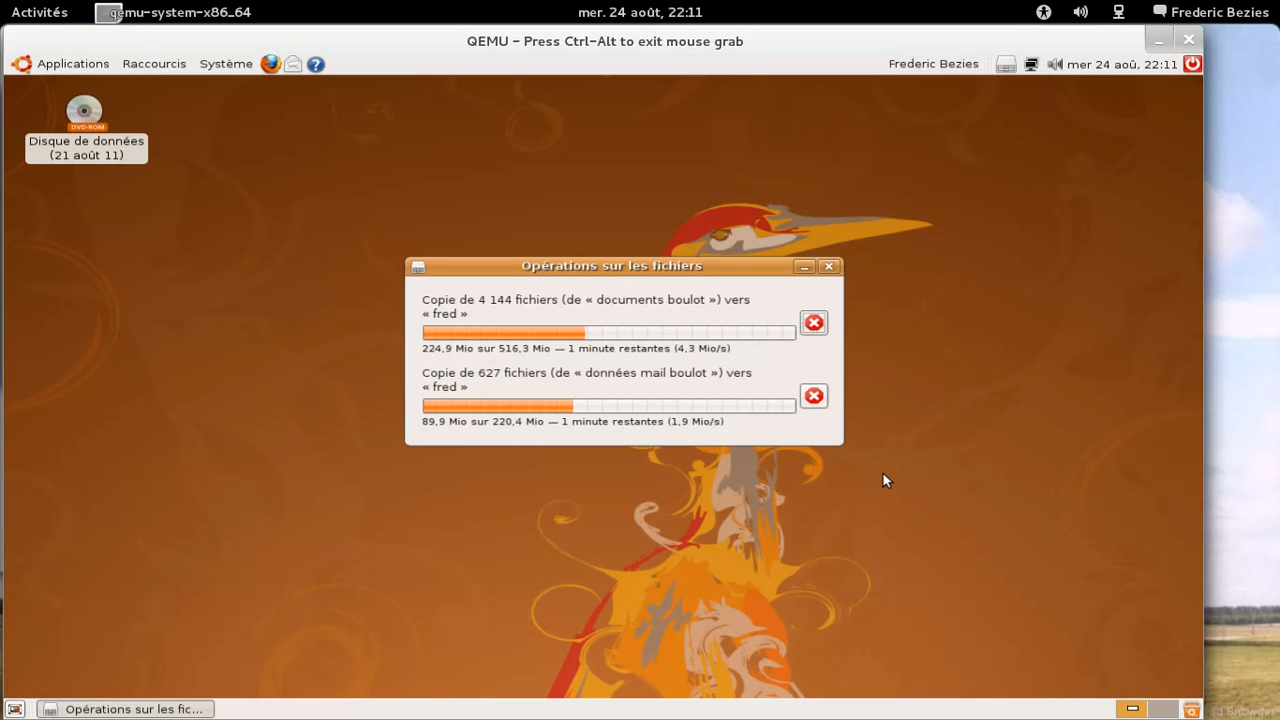 Activités
qemu-system-x86_64
mer. 24 août, 22:11
Frederic Bezies
QEMU - Press Ctrl-Alt to exit mouse grab
Applications
Raccourcis
Système
Frederic Bezies
mer 24 aoû, 22:11
DVD-ROM
Disque de données
(21 août 11)
Opérations sur les fichiers
Copie de 4 144 fichiers (de « documents boulot ») vers
« fred »
224,9 Mio sur 516,3 Mio — 1 minute restantes (4,3 Mio/s)
Copie de 627 fichiers (de « données mail boulot ») vers
« fred »
89,9 Mio sur 220,4 Mio — 1 minute restantes (1,9 Mio/s)
Opérations sur les fic...